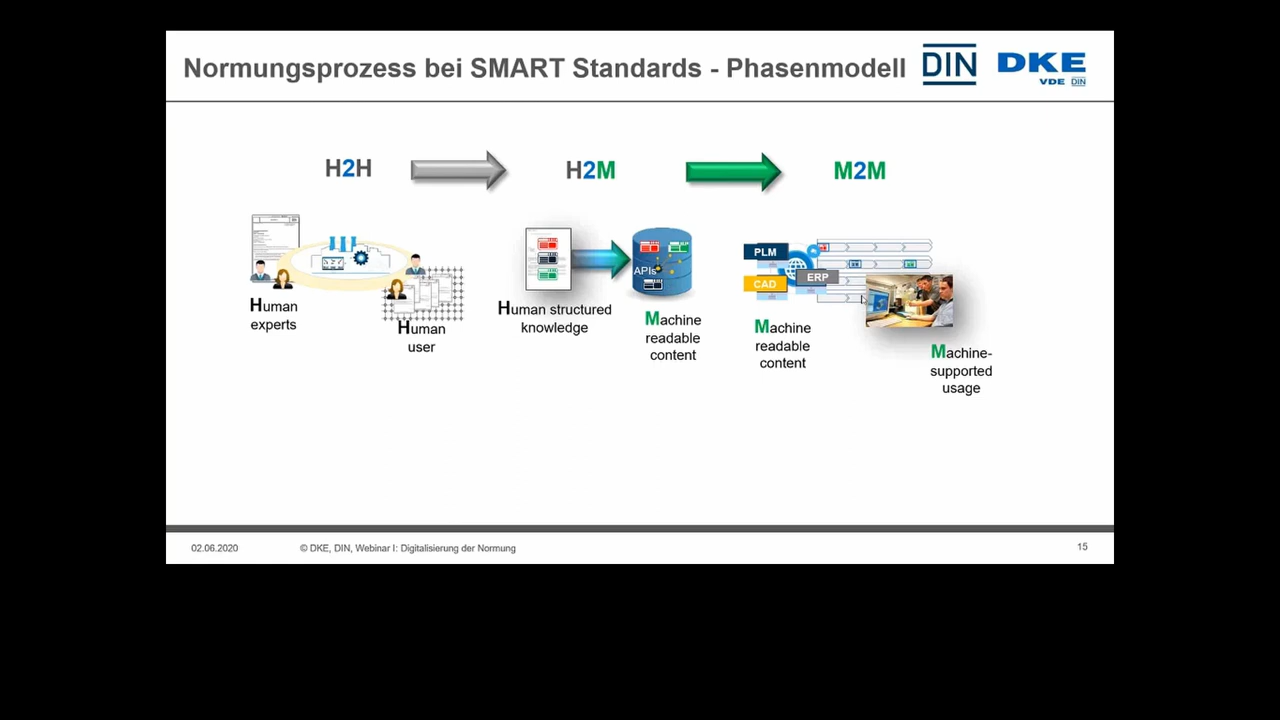 Normungsprozess bei SMART Standards - Phasenmodell
DIN
DKE
VDE DIN
H2H
H2M
M2M
Human
experts
Human
user
Human structured
knowledge
APIs
Machine
readable
content
PLM
CAD
ERP
Machine
readable
content
Machine-
supported
usage
02.06.2020
© DKE, DIN, Webinar I: Digitalisierung der Normung
15